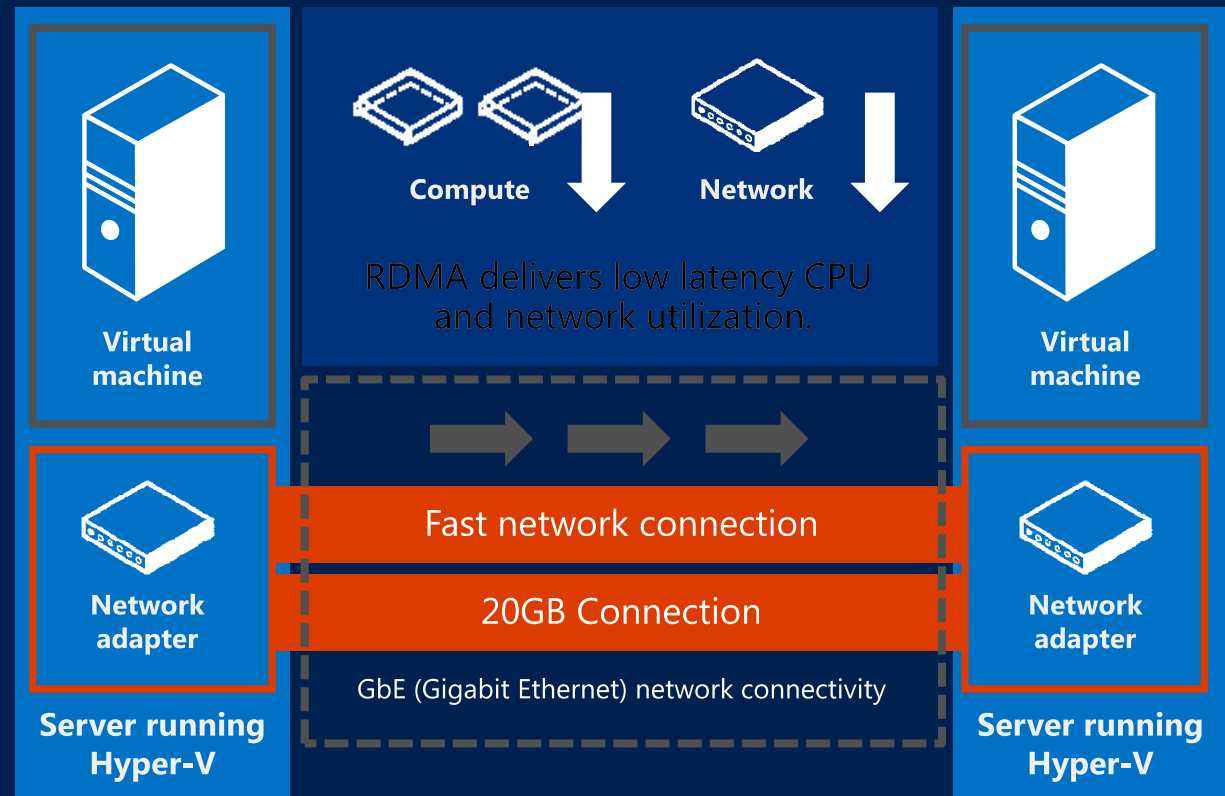 Virtual
machine
Network
adapter
Server running
Hyper-V
Compute
Network
RDMA delivers low latency CPU
and network utilization.
Fast network connection
20GB Connection
GbE (Gigabit Ethernet) network connectivity
Virtual
machine
Network
adapter
Server running
Hyper-V